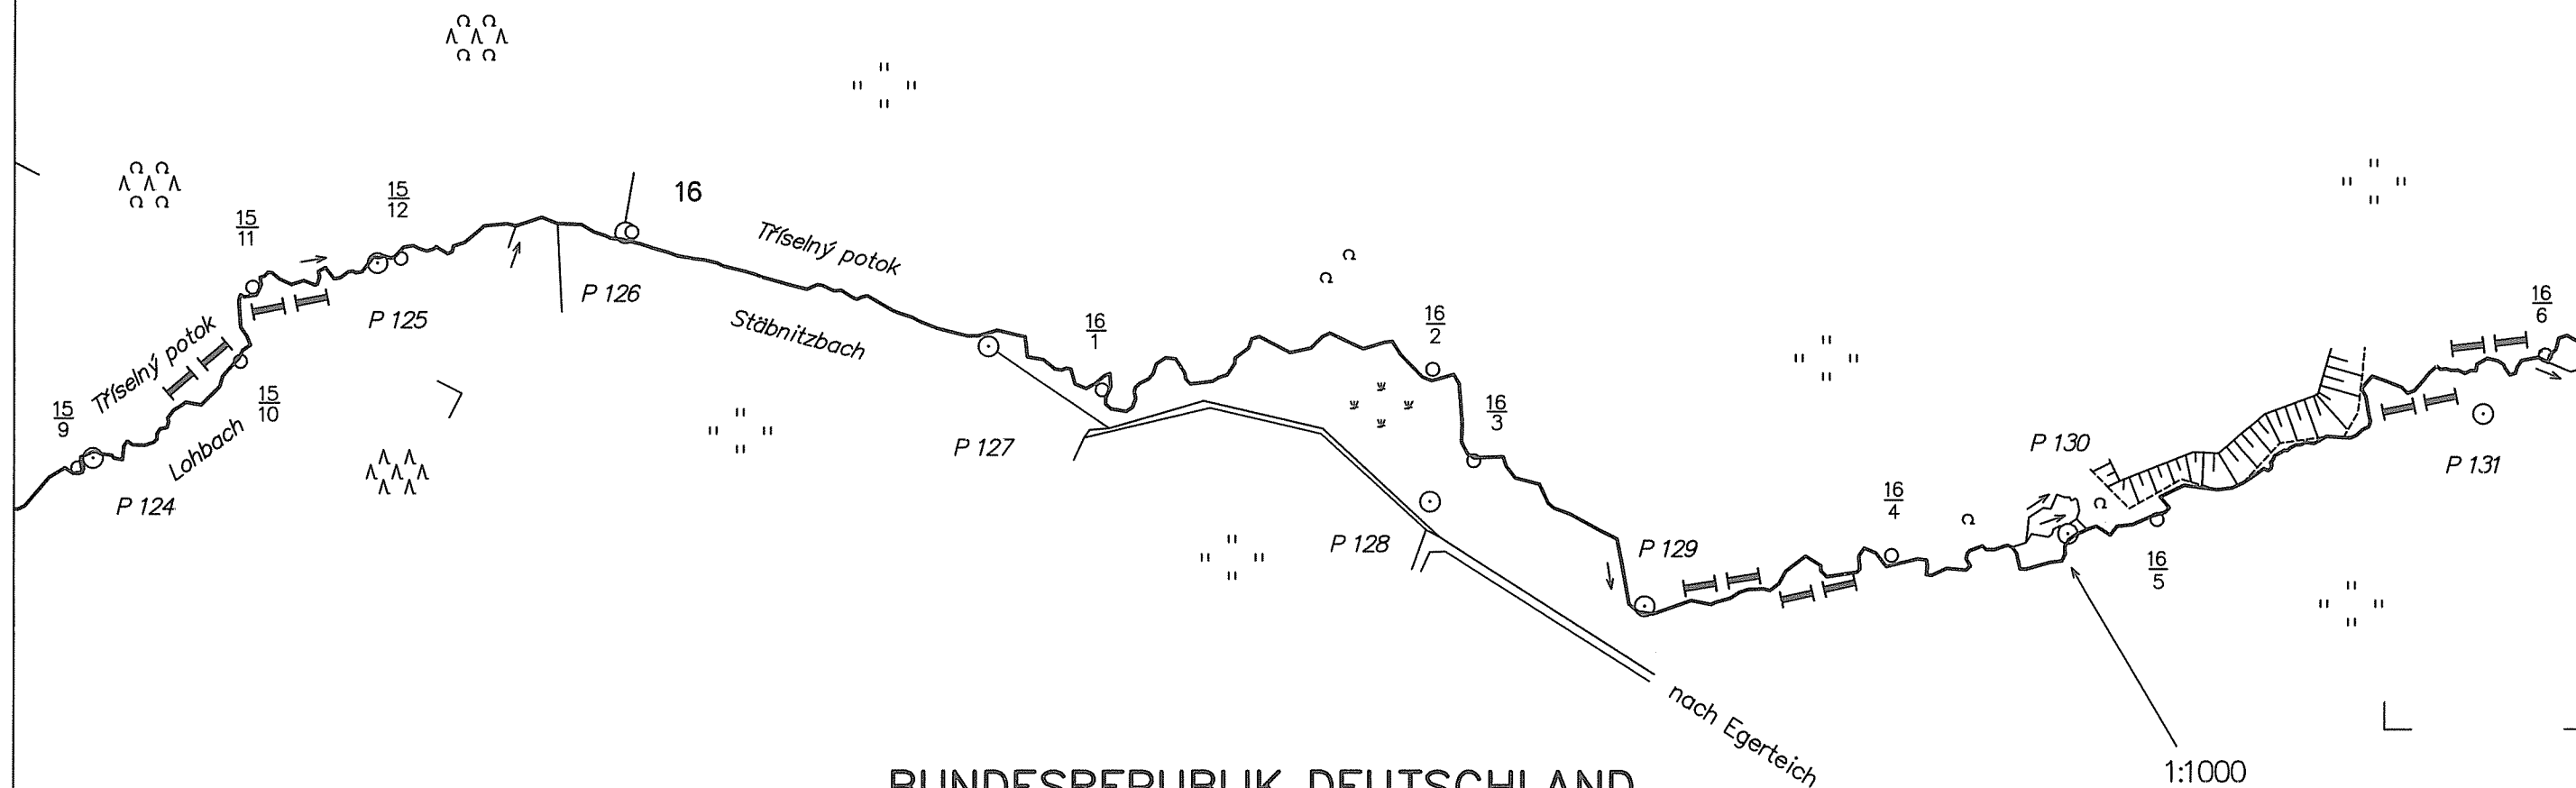 15
9
Tříselný potok
Lohbach
P 124
15
10
15
11
15
12
P 125
P 126
16
Tříselný potok
Stäbnitzbach
16
1
P 127
16
2
16
3
P 128
P 129
nach Egerteich
16
4
P 130
16
5
1:1000
P 131
16
6
BUNDESREPUBLIK DEUTSCHLAND